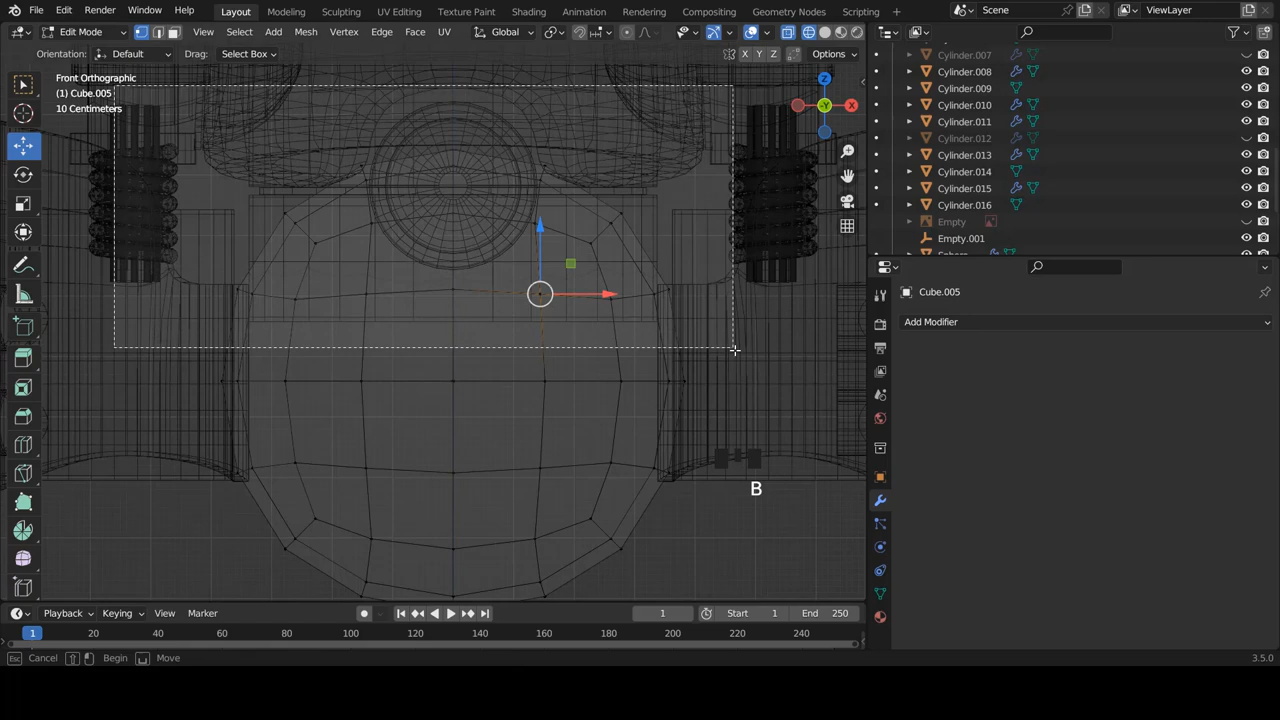 File Edit Render Window Help Layout Modeling Sculpting UV Editing Texture Paint Shading Animation Rendering Compositing Geometry Nodes Scripting + Scene ViewLayer
Edit Mode View Select Add Mesh Vertex Edge Face UV Global
Orientation: Default Drag: Select Box X Y Z Options
Front Orthographic
(1) Cube.005
10 Centimeters
Z
-Y
X
B
Cylinder.007
Cylinder.008
Cylinder.009
Cylinder.010
Cylinder.011
Cylinder.012
Cylinder.013
Cylinder.014
Cylinder.015
Cylinder.016
Empty
Empty.001
Cube.005
Add Modifier
Playback Keying View Marker 1 Start 1 End 250
1 20 40 60 80 100 120 140 160 180 200 220 240
Esc Cancel Begin Move 3.5.0